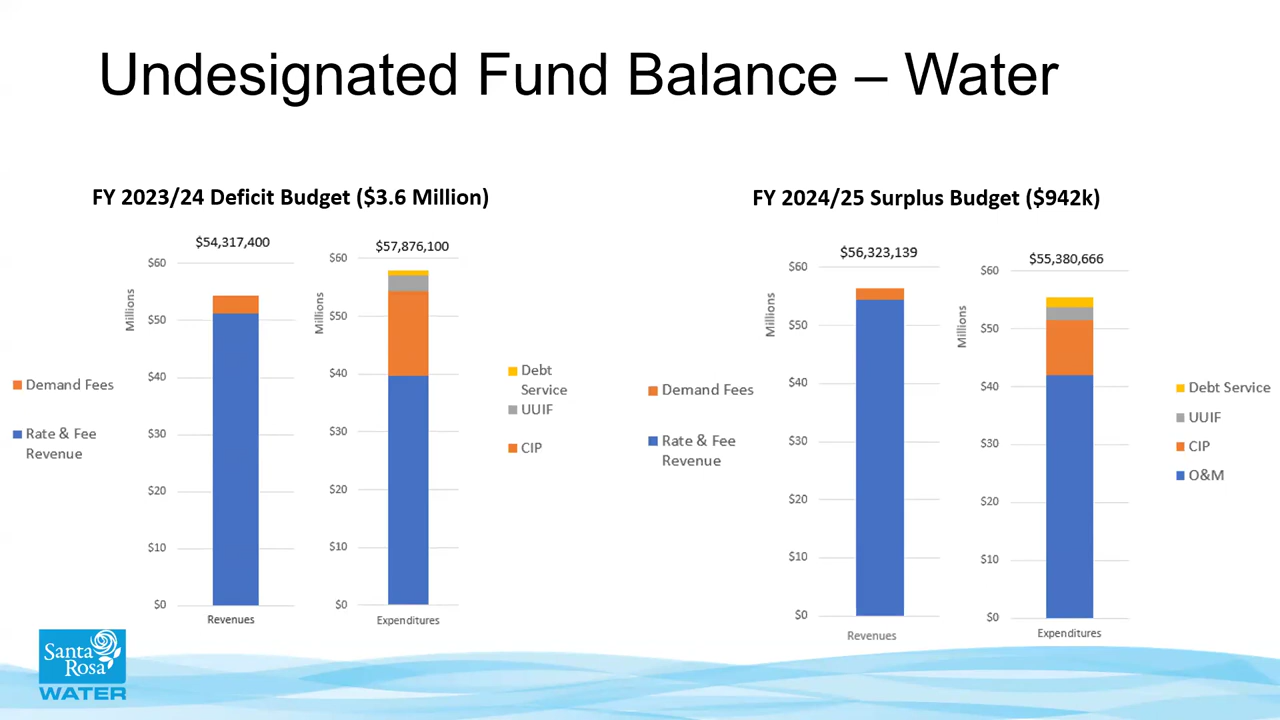 Undesignated Fund Balance – Water
FY 2023/24 Deficit Budget ($3.6 Million)
$54,317,400
$60
$50
$40
$30
$20
$10
$0
Millions
Demand Fees
Rate & Fee
Revenue
Revenues
$57,876,100
$60
$50
$40
$30
$20
$10
$0
Millions
Expenditures
Debt
Service
UUIF
CIP
FY 2024/25 Surplus Budget ($942k)
$56,323,139
$60
$50
$40
$30
$20
$10
$0
Millions
Demand Fees
Rate & Fee
Revenue
Revenues
$55,380,666
$60
$50
$40
$30
$20
$10
$0
Millions
Expenditures
Debt Service
UUIF
CIP
O&M
Santa
Rosa
WATER